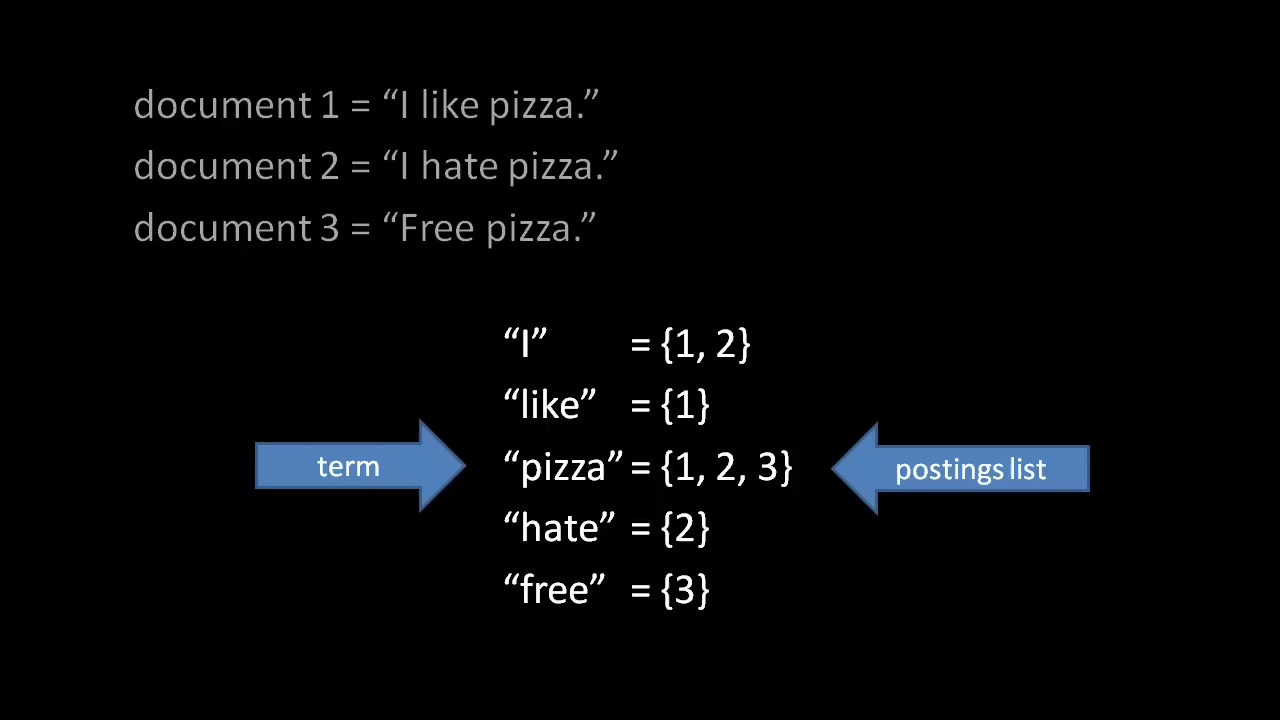 document 1 = “I like pizza.”
document 2 = “I hate pizza.”
document 3 = “Free pizza.”
“I” = {1, 2}
“like” = {1}
term “pizza” = {1, 2, 3} postings list
“hate” = {2}
“free” = {3}